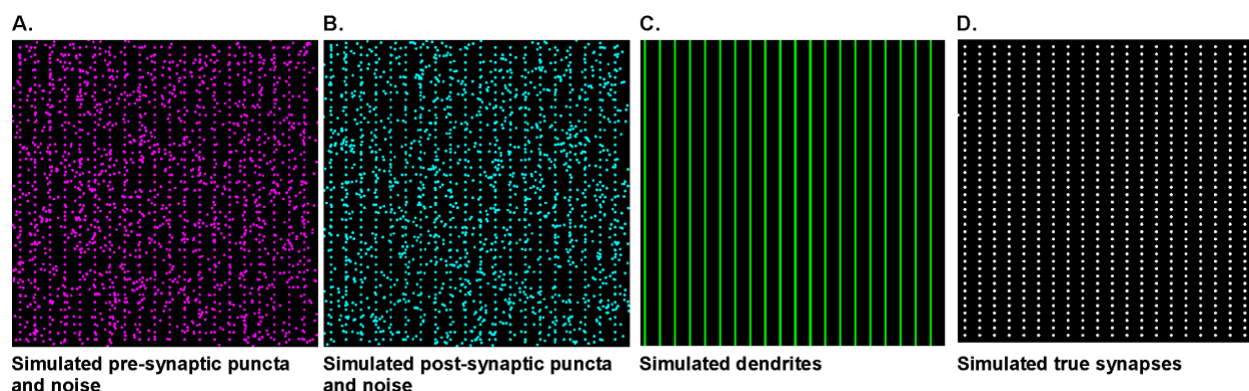 A.
B.
C.
D.
Simulated pre-synaptic puncta
and noise
Simulated post-synaptic puncta
and noise
Simulated dendrites
Simulated true synapses